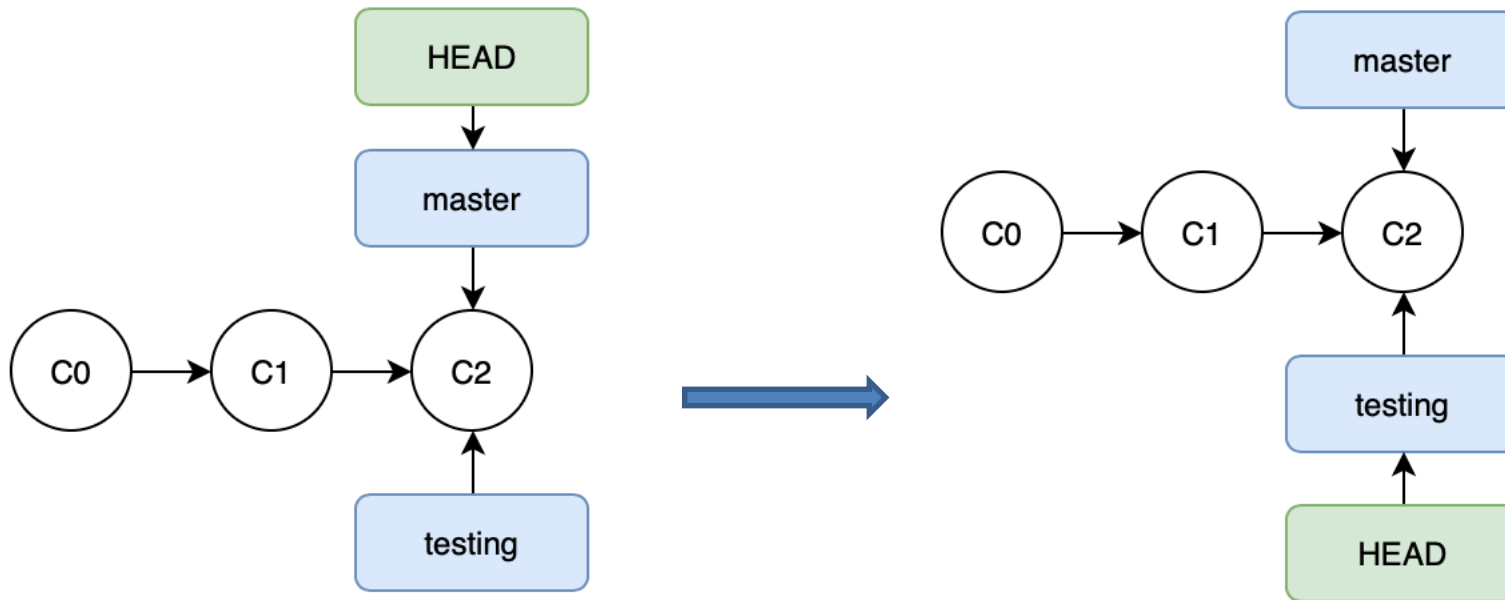 HEAD
master
C0
C1
C2
testing
master
C0
C1
C2
testing
HEAD